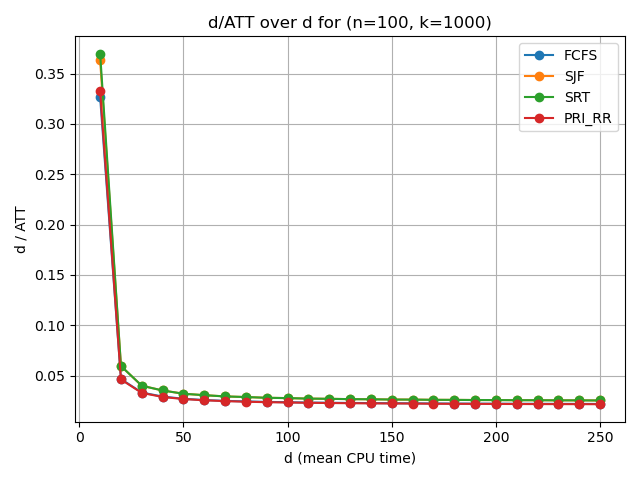 d/ATT over d for (n=100, k=1000)
FCFS
SJF
SRT
PRI_RR
d / ATT
0.35
0.30
0.25
0.20
0.15
0.10
0.05
0
50
100
150
200
250
d (mean CPU time)